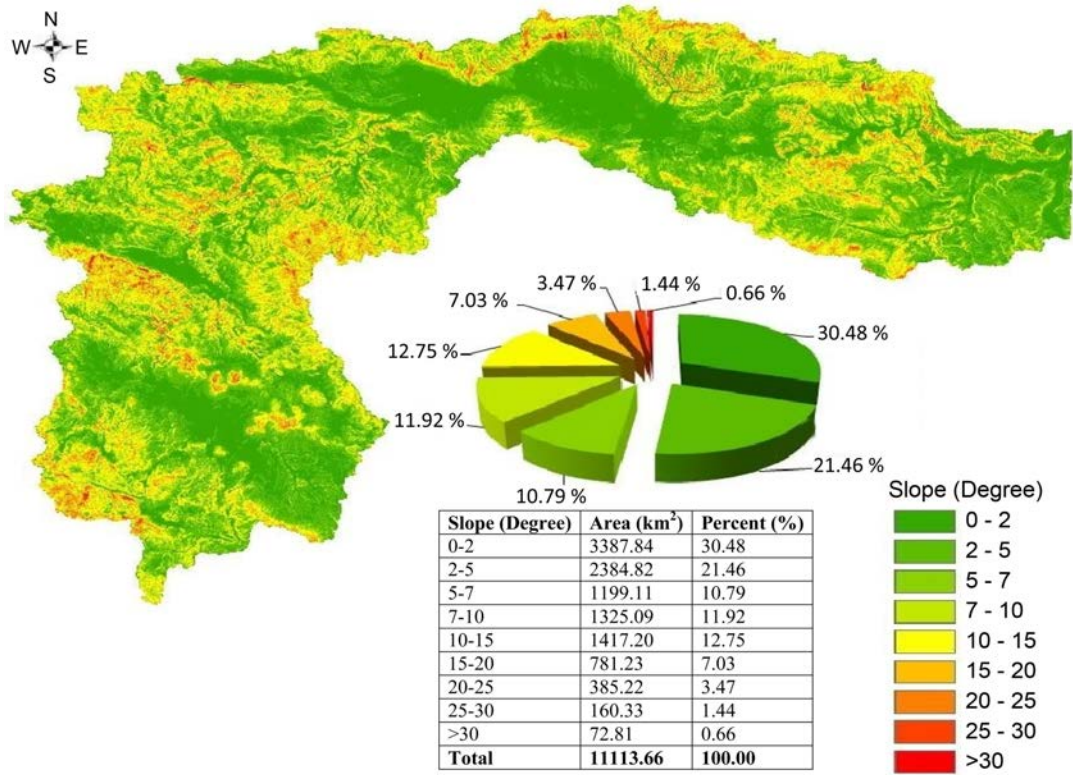 N
W E
S
3.47 %
1.44 %
0.66 %
7.03 %
30.48 %
12.75 %
11.92 %
21.46 %
10.79 %
Slope (Degree) Area (km²) Percent (%)
0-2 3387.84 30.48
2-5 2384.82 21.46
5-7 1199.11 10.79
7-10 1325.09 11.92
10-15 1417.20 12.75
15-20 781.23 7.03
20-25 385.22 3.47
25-30 160.33 1.44
>30 72.81 0.66
Total 11113.66 100.00
Slope (Degree)
0 - 2
2 - 5
5 - 7
7 - 10
10 - 15
15 - 20
20 - 25
25 - 30
>30